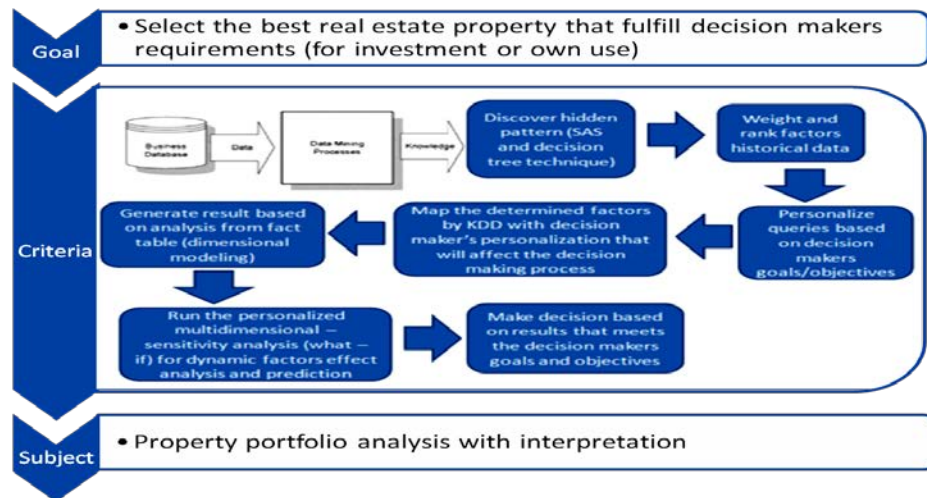 Goal
• Select the best real estate property that fulfill decision makers
requirements (for investment or own use)
Criteria
Business
Database
Data
Data Mining
Processes
Knowledge
Discover hidden
pattern (SAS
and decision
tree technique)
Weight and
rank factors
historical data
Personalize
queries based
on decision
makers
goals/objectives
Map the determined factors
by KDD with decision
maker's personalization that
will affect the decision
making process
Generate result based
on analysis from fact
table (dimensional
modeling)
Run the personalized
multidimensional –
sensitivity analysis (what –
if) for dynamic factors effect
analysis and prediction
Make decision based
on results that meets
the decision makers
goals and objectives
Subject
• Property portfolio analysis with interpretation